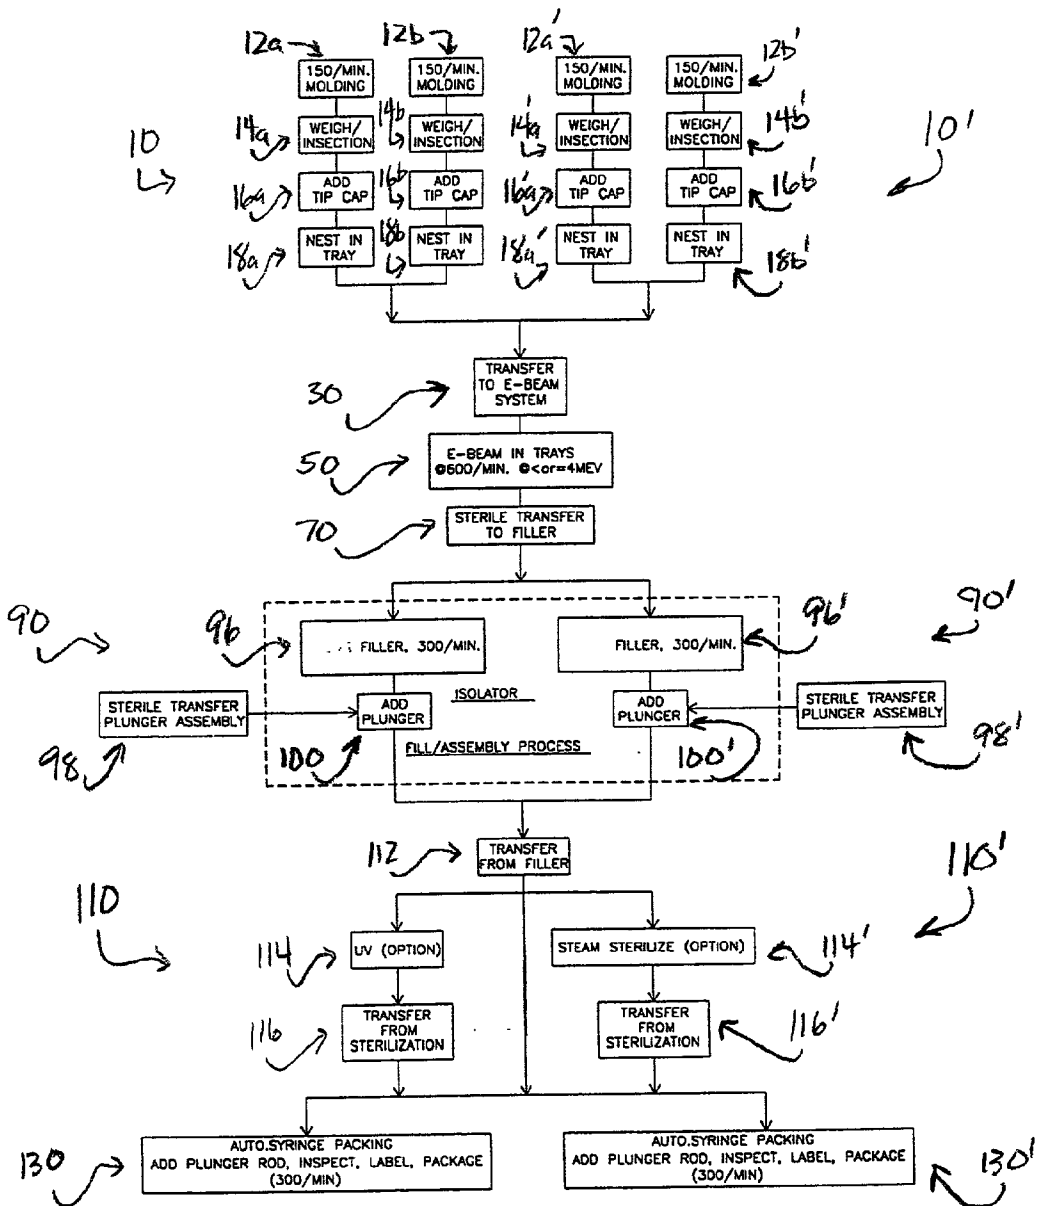 12a 12b 12a' 12b'
150/MIN. MOLDING
150/MIN. MOLDING
150/MIN. MOLDING
150/MIN. MOLDING
10 14a 14b 14a' 14b' 10'
WEIGH/ INSECTION
WEIGH/ INSECTION
WEIGH/ INSECTION
WEIGH/ INSECTION
16a 16b 16a' 16b'
ADD TIP CAP
ADD TIP CAP
ADD TIP CAP
ADD TIP CAP
18a 18b 18a' 18b'
NEST IN TRAY
NEST IN TRAY
NEST IN TRAY
NEST IN TRAY
30
TRANSFER
TO E-BEAM
SYSTEM
50
E-BEAM IN TRAYS
@600/MIN. @<or=4MEV
70
STERILE TRANSFER
TO FILLER
90 96 96' 90'
FILLER, 300/MIN.
FILLER, 300/MIN.
STERILE TRANSFER
PLUNGER ASSEMBLY
98
ADD
PLUNGER
100
ISOLATOR
FILL/ASSEMBLY PROCESS
ADD
PLUNGER
100'
STERILE TRANSFER
PLUNGER ASSEMBLY
98'
112
TRANSFER
FROM FILLER
110 110'
114
UV (OPTION)
STEAM STERILIZE (OPTION)
114'
116
TRANSFER
FROM
STERILIZATION
TRANSFER
FROM
STERILIZATION
116'
130
AUTO.SYRINGE PACKING
ADD PLUNGER ROD, INSPECT, LABEL, PACKAGE
(300/MIN)
AUTO.SYRINGE PACKING
ADD PLUNGER ROD, INSPECT, LABEL, PACKAGE
(300/MIN)
130'